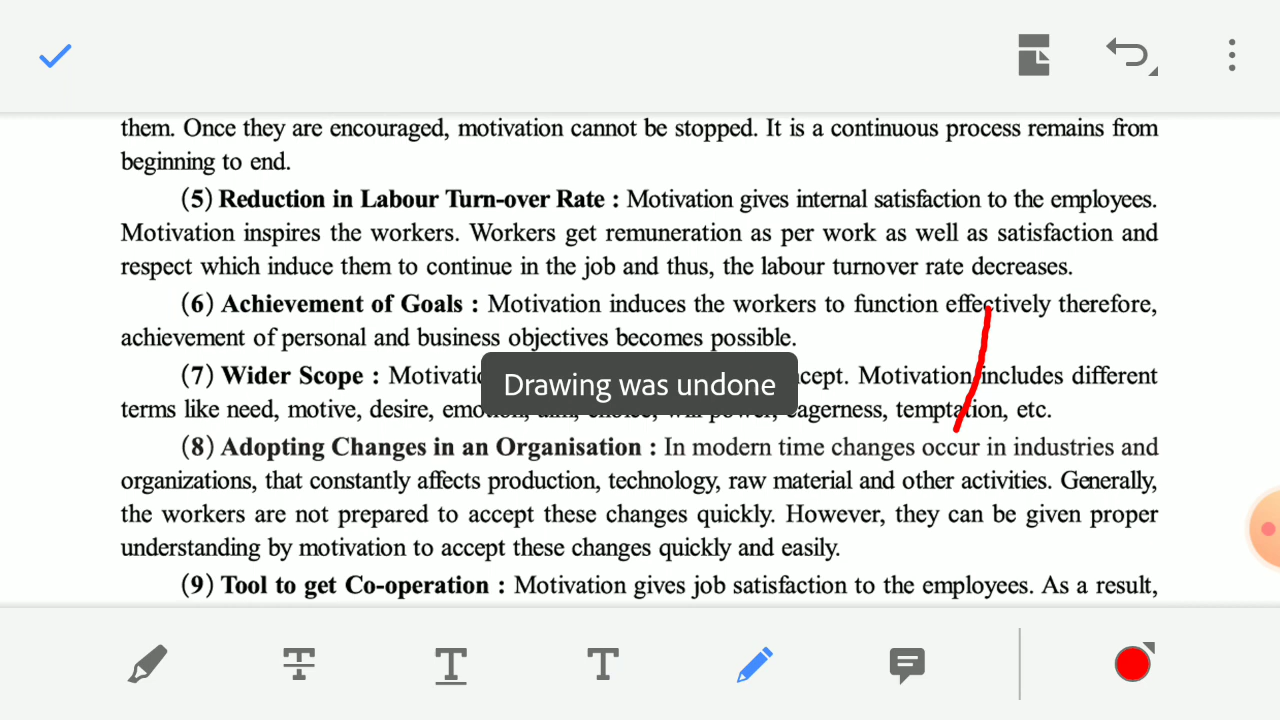 them. Once they are encouraged, motivation cannot be stopped. It is a continuous process remains from
beginning to end.
(5) Reduction in Labour Turn-over Rate : Motivation gives internal satisfaction to the employees.
Motivation inspires the workers. Workers get remuneration as per work as well as satisfaction and
respect which induce them to continue in the job and thus, the labour turnover rate decreases.
(6) Achievement of Goals : Motivation induces the workers to function effectively therefore,
achievement of personal and business objectives becomes possible.
(7) Wider Scope : Motivation includes different
Drawing was undone
terms like need, motive, desire, eagerness, temptation, etc.
(8) Adopting Changes in an Organisation : In modern time changes occur in industries and
organizations, that constantly affects production, technology, raw material and other activities. Generally,
the workers are not prepared to accept these changes quickly. However, they can be given proper
understanding by motivation to accept these changes quickly and easily.
(9) Tool to get Co-operation : Motivation gives job satisfaction to the employees. As a result,